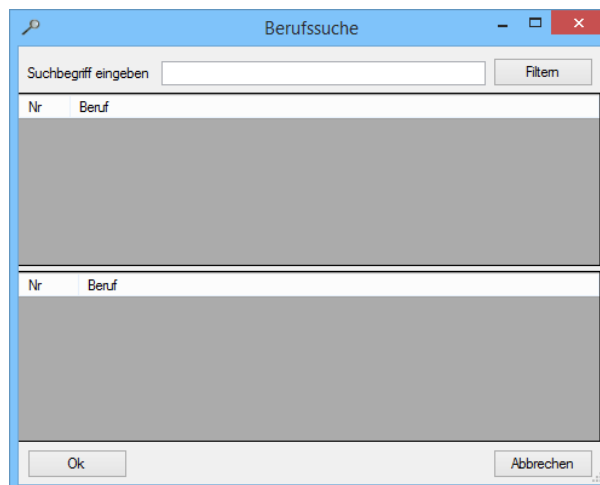 Berufssuche
Suchbegriff eingeben Filtern
Nr Beruf
Nr Beruf
Ok Abbrechen